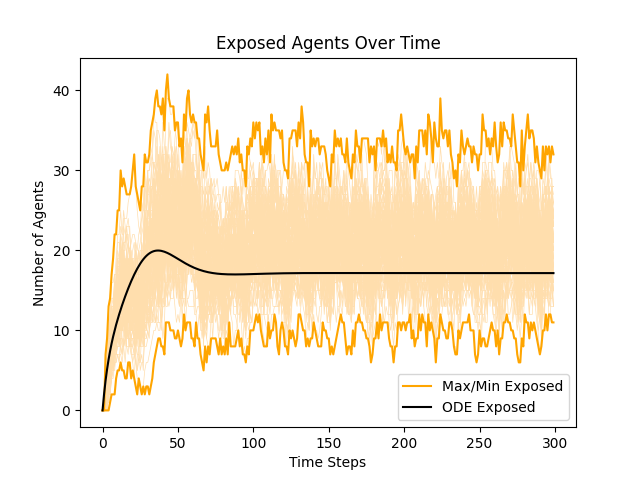 Exposed Agents Over Time
Number of Agents
40
30
20
10
0
Max/Min Exposed
ODE Exposed
0 50 100 150 200 250 300
Time Steps